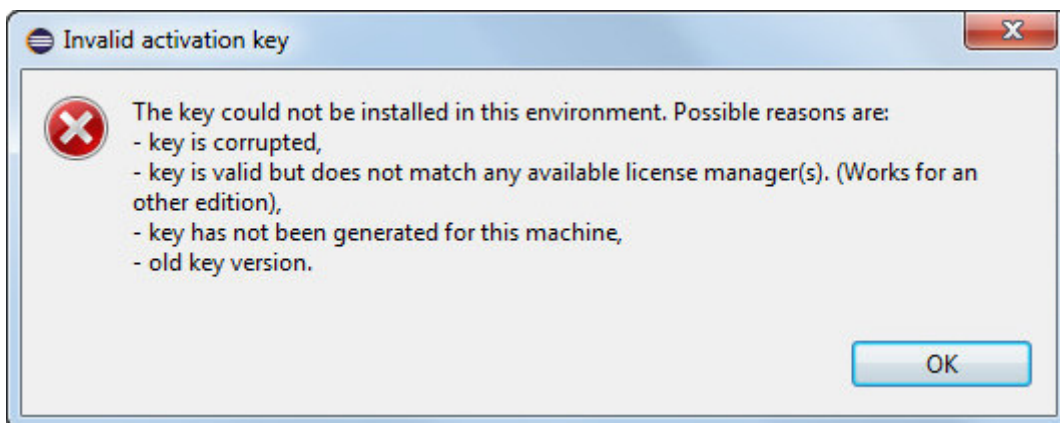 Invalid activation key
The key could not be installed in this environment. Possible reasons are:
- key is corrupted,
- key is valid but does not match any available license manager(s). (Works for an
other edition),
- key has not been generated for this machine,
- old key version.
OK